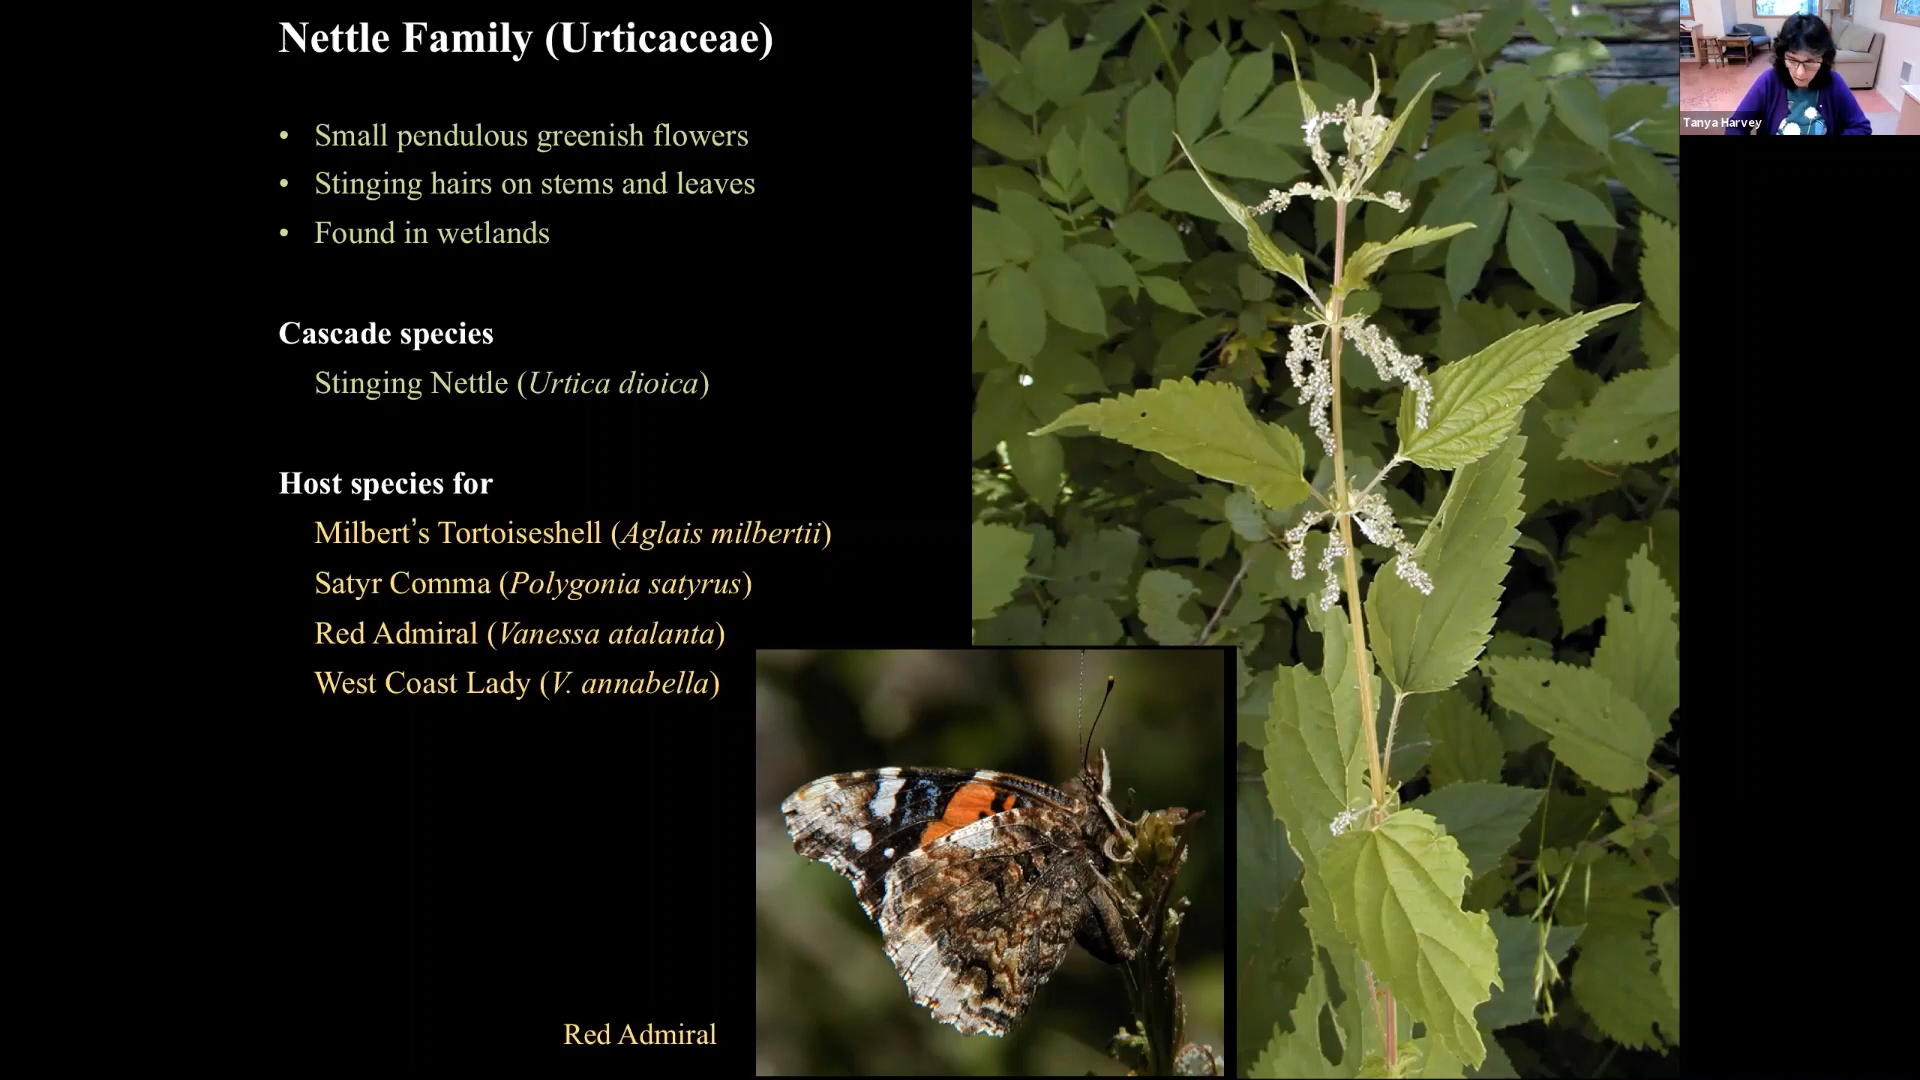 Nettle Family (Urticaceae)
• Small pendulous greenish flowers
• Stinging hairs on stems and leaves
• Found in wetlands
Cascade species
Stinging Nettle (Urtica dioica)
Host species for
Milbert's Tortoiseshell (Aglais milbertii)
Satyr Comma (Polygonia satyrus)
Red Admiral (Vanessa atalanta)
West Coast Lady (V. annabella)
Red Admiral
Tanya Harvey